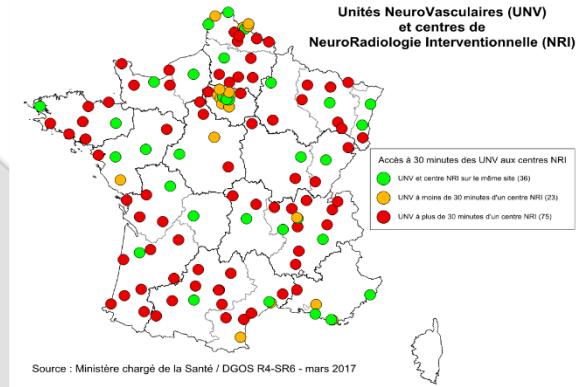 Unités NeuroVasculaires (UNV)
et centres de
NeuroRadiologie Interventionnelle (NRI)
Accès à 30 minutes des UNV aux centres NRI
UNV et centre NRI sur le même site (36)
UNV à moins de 30 minutes d'un centre NRI (23)
UNV à plus de 30 minutes d'un centre NRI (75)
Source : Ministère chargé de la Santé / DGOS R4-SR6 - mars 2017